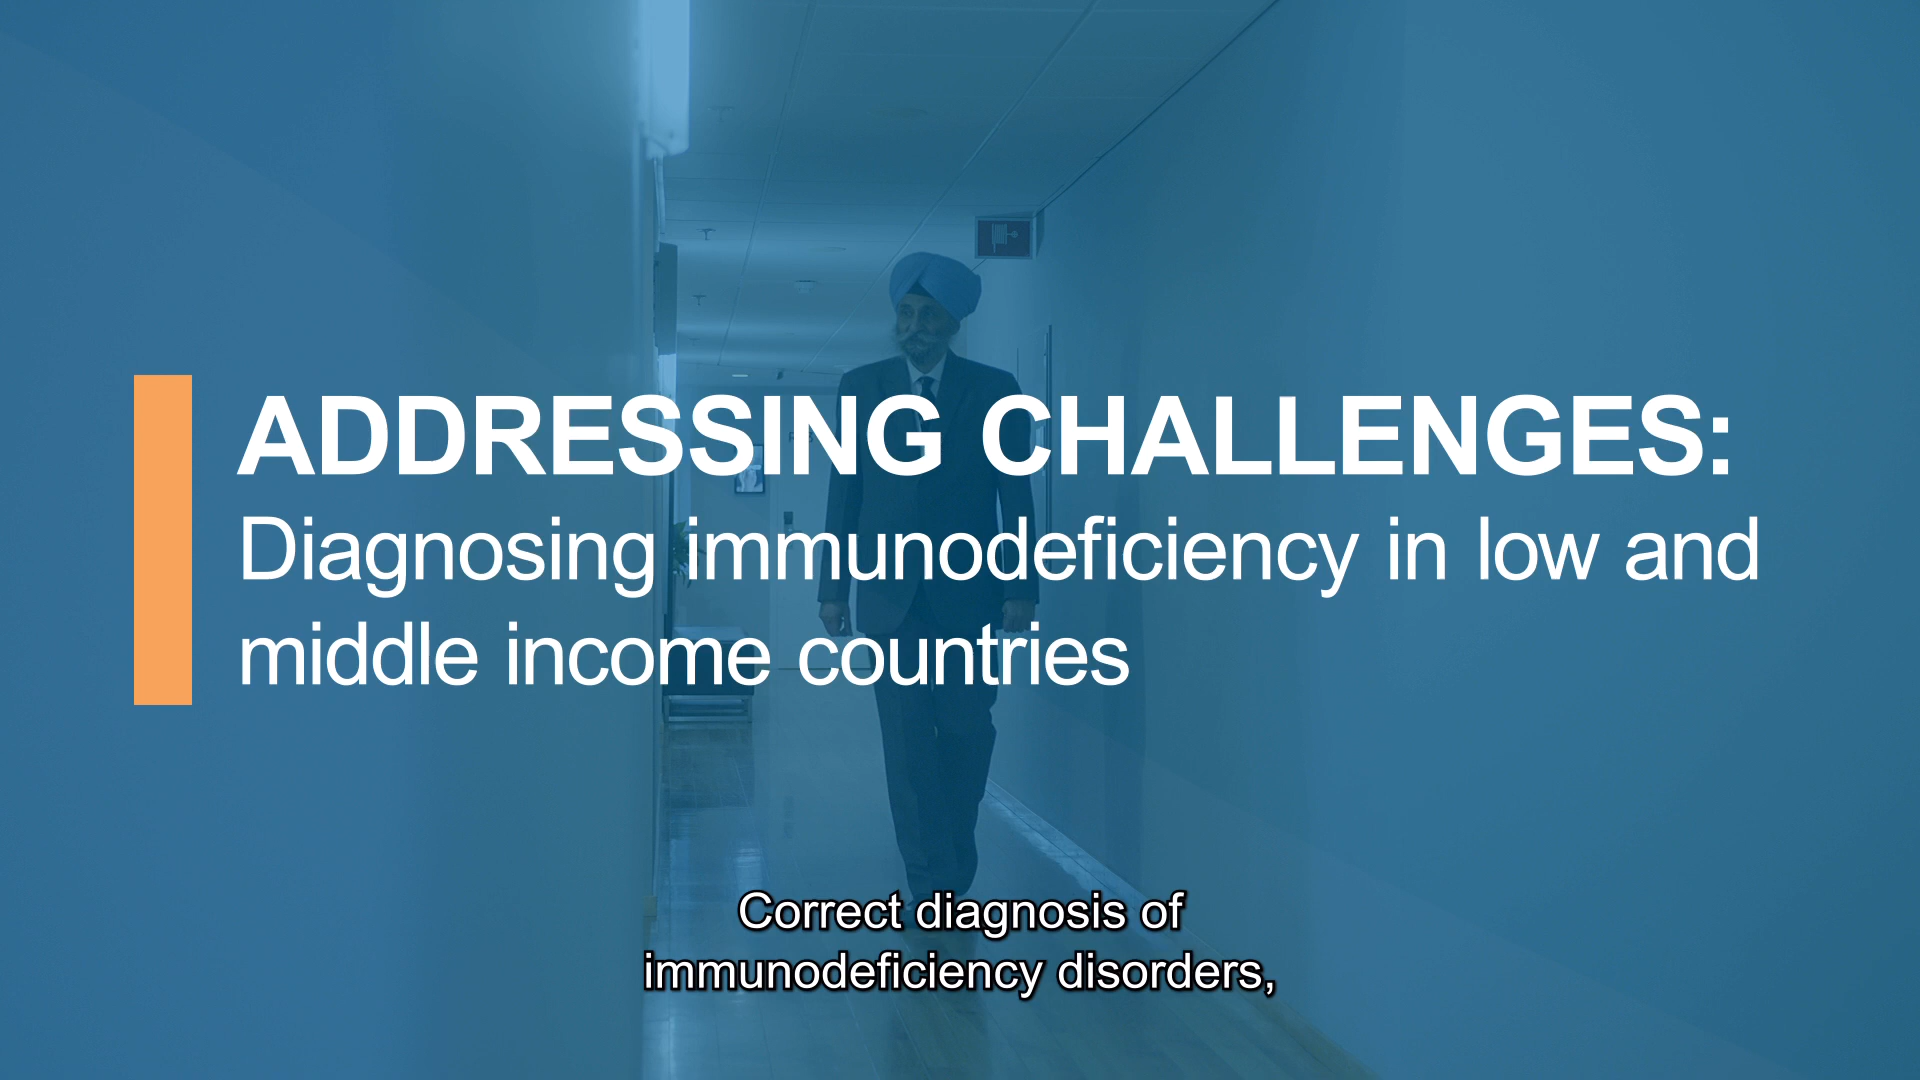 ADDRESSING CHALLENGES:
Diagnosing immunodeficiency in low and
middle income countries
Correct diagnosis of
immunodeficiency disorders,